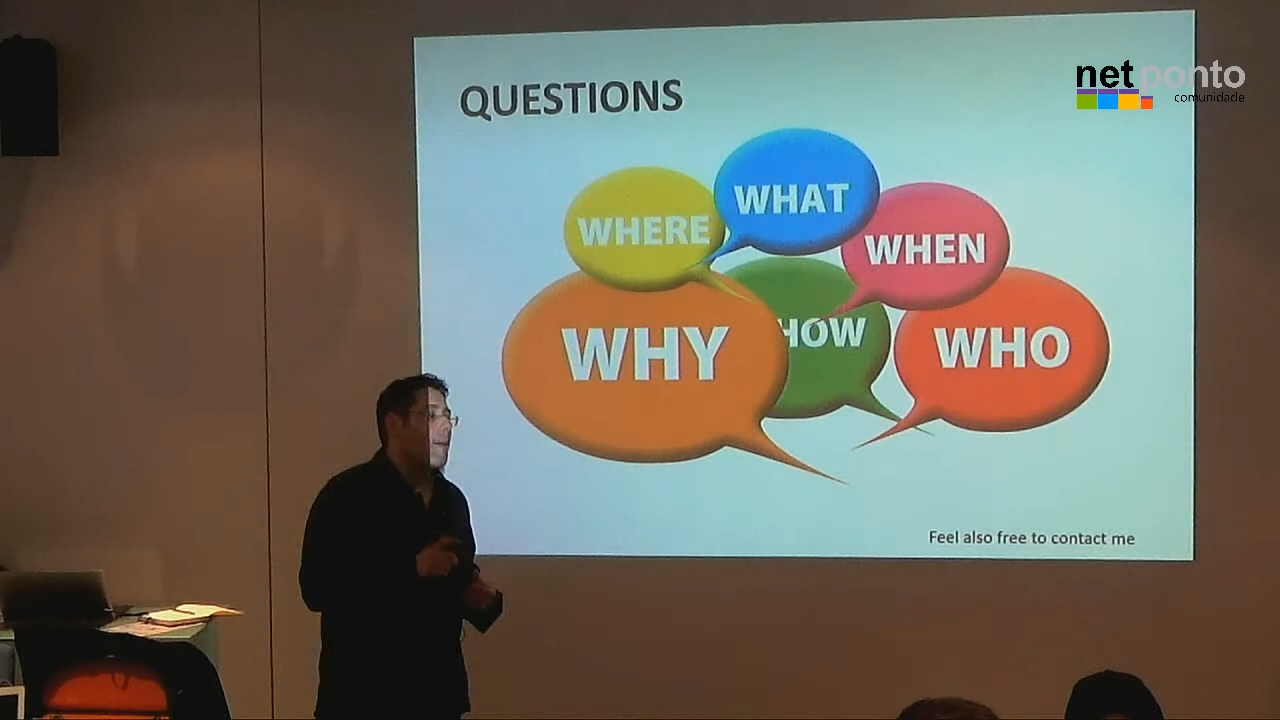 netponto
comunidade
QUESTIONS
WHERE
WHAT
WHEN
WHY
HOW
WHO
Feel also free to contact me